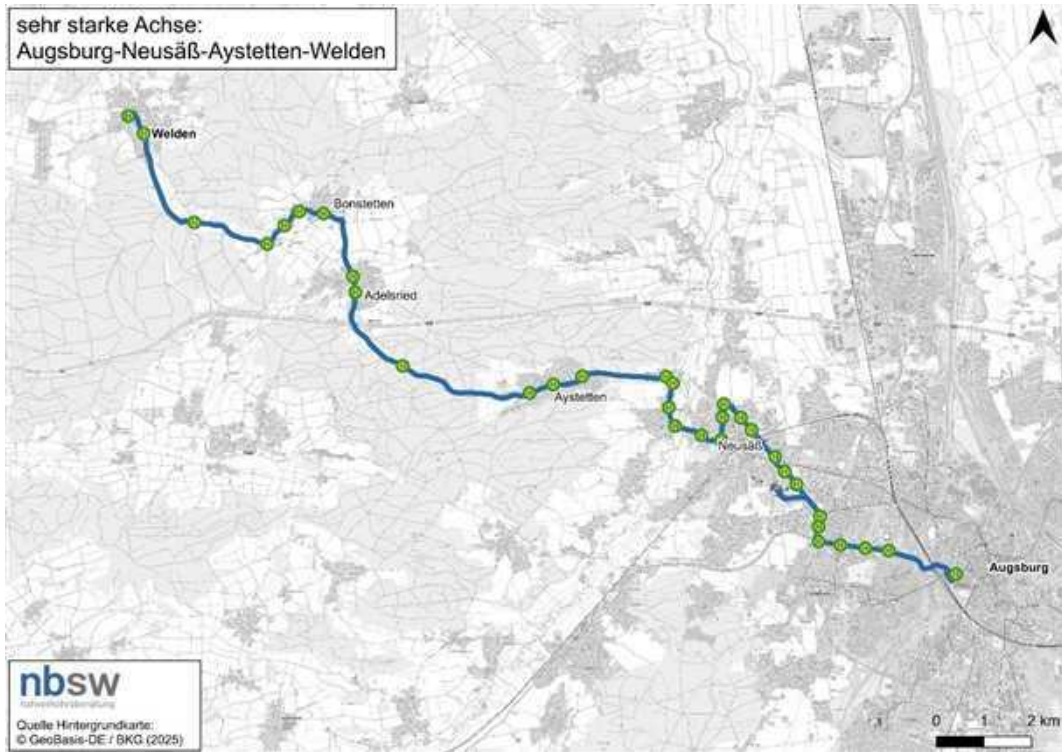 sehr starke Achse:
Augsburg-Neusäß-Aystetten-Welden
Welden
Bonstetten
Adelsried
Aystetten
Neusäß
Augsburg
nbsw
nahverkehrsberatung
Quelle Hintergrundkarte:
© GeoBasis-DE / BKG (2025)
0 1 2 km